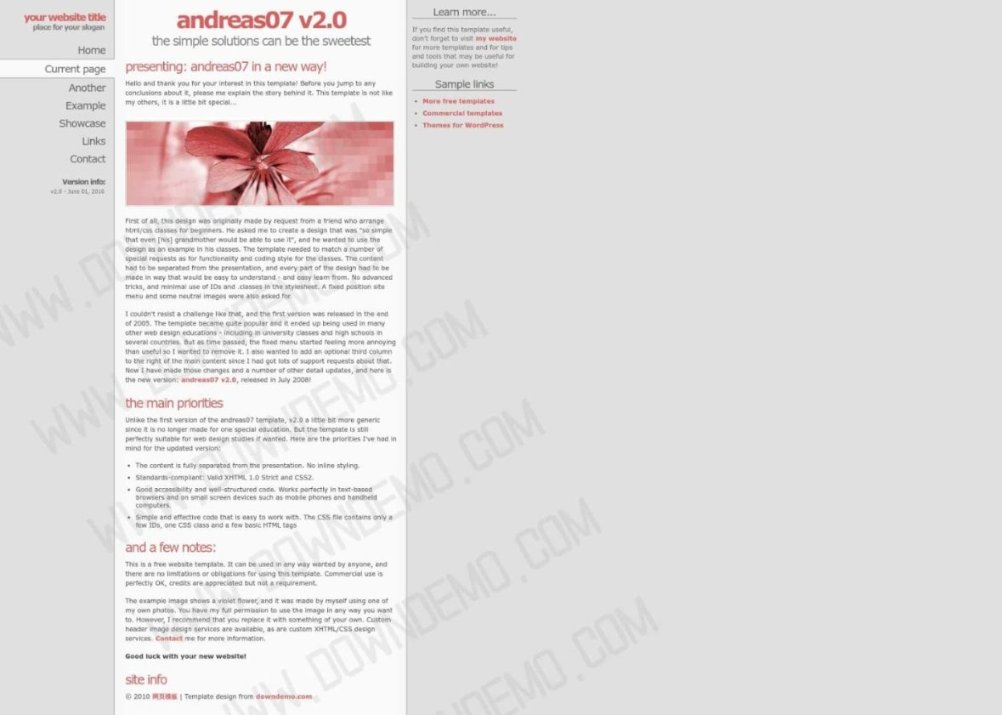 your website title
place for your slogan
Home
Current page
Another
Example
Showcase
Links
Contact
Version info:
v2.0 - June 01, 2010
andreas07 v2.0
the simple solutions can be the sweetest
presenting: andreas07 in a new way!
Hello and thank you for your interest in this template! Before you jump to any
conclusions about it, please me explain the story behind it. This template is not like
my others, it is a little bit special...
First of all, this design was originally made by request from a friend who arrange
html/css classes for beginners. He asked me to create a design that was "so simple
that even [his] grandmother would be able to use it", and he wanted to use the
design as an example in his classes. The template needed to match a number of
special requests as for functionality and coding style for the classes. The content
had to be separated from the presentation, and every part of the design had to be
made in way that would be easy to understand - and easy learn from. No advanced
tricks, and minimal use of IDs and .classes in the stylesheet. A fixed position site
menu and some neutral images were also asked for.
I couldn't resist a challenge like that, and the first version was released in the end
of 2005. The template became quite popular and it ended up being used in many
other web design educations - including in university classes and high schools in
several countries. But as time passed, the fixed menu started feeling more annoying
than useful so I wanted to remove it. I also wanted to add an optional third column
to the right of the main content since I had got lots of support requests about that.
Now I have made those changes and a number of other detail updates, and here is
the new version: andreas07 v2.0, released in July 2008!
the main priorities
Unlike the first version of the andreas07 template, v2.0 a little bit more generic
since it is no longer made for one special education. But the template is still
perfectly suitable for web design studies if wanted. Here are the priorities I've had in
mind for the updated version:
• The content is fully separated from the presentation. No inline styling.
• Standards-compliant: Valid XHTML 1.0 Strict and CSS2.
• Good accessibility and well-structured code. Works perfectly in text-based
browsers and on small screen devices such as mobile phones and handheld
computers.
• Simple and effective code that is easy to work with. The CSS file contains only a
few IDs, one CSS class and a few basic HTML tags
and a few notes:
This is a free website template. It can be used in any way wanted by anyone, and
there are no limitations or obligations for using this template. Commercial use is
perfectly OK, credits are appreciated but not a requirement.
The example image shows a violet flower, and it was made by myself using one of
my own photos. You have my full permission to use the image in any way you want
to. However, I recommend that you replace it with something of your own. Custom
header image design services are available, as are custom XHTML/CSS design
services. Contact me for more information.
Good luck with your new website!
site info
© 2010 网页模板 | Template design from downdemo.com
Learn more...
If you find this template useful,
don't forget to visit my website
for more templates and for tips
and tools that may be useful for
building your own website!
Sample links
• More free templates
• Commercial templates
• Themes for WordPress
WWW.DOWNDEMO.COM
WWW.DOWNDEMO.COM
WWW.DOWNDEMO.COM
WWW.DOWNDEMO.COM
WWW.DOWNDEMO.COM
WWW.DOWNDEMO.COM